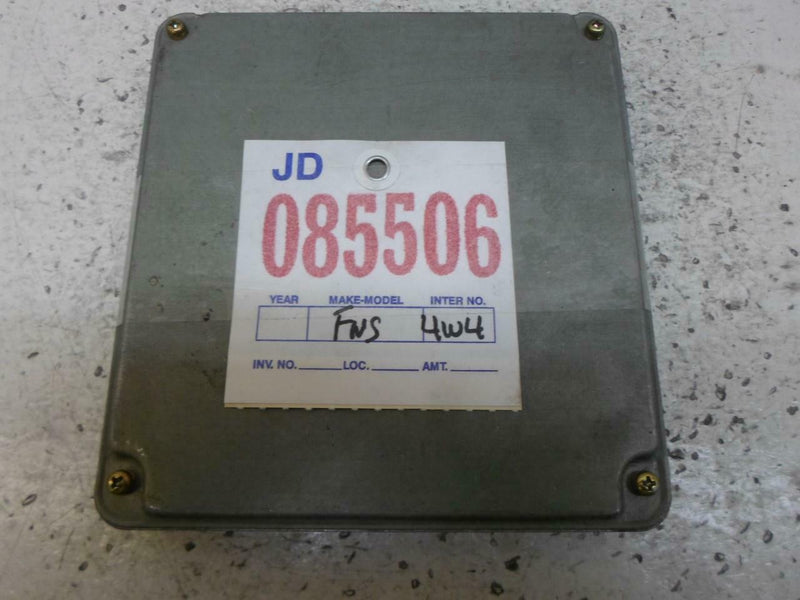 JD
085506
YEAR MAKE-MODEL INTER NO.
FNS 4W4
INV. NO. LOC. AMT.